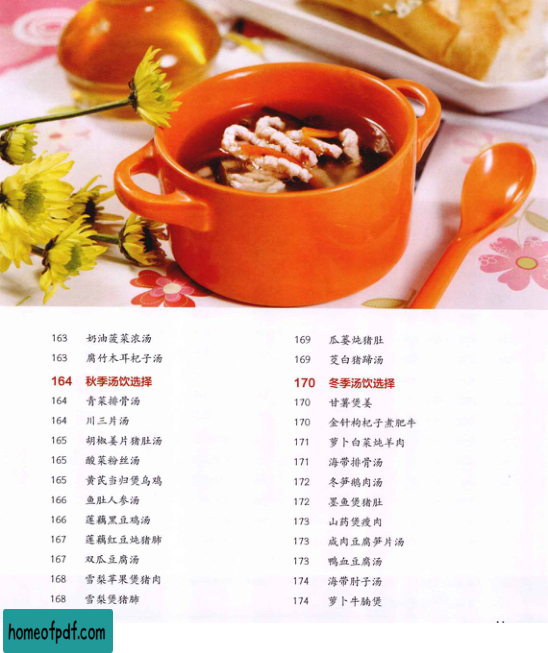 163 奶油菠菜浓汤
163 腐竹木耳杞子汤
164 秋季汤饮选择
164 青菜排骨汤
164 川三片汤
165 胡椒姜片猪肚汤
165 酸菜粉丝汤
165 黄芪当归煲乌鸡
166 鱼肚人参汤
166 莲藕黑豆鸡汤
167 莲藕红豆炖猪肺
167 双瓜豆腐汤
168 雪梨苹果煲猪肉
168 雪梨煲猪肺
169 瓜蒌炖猪肚
169 茭白猪蹄汤
170 冬季汤饮选择
170 甘薯煲姜
170 金针枸杞子煮肥牛
171 萝卜白菜炖羊肉
171 海带排骨汤
172 冬笋鹅肉汤
172 墨鱼煲猪肚
173 山药煲瘦肉
173 咸肉豆腐笋片汤
173 鸭血豆腐汤
174 海带肘子汤
174 萝卜牛腩煲
homeofpdf.com